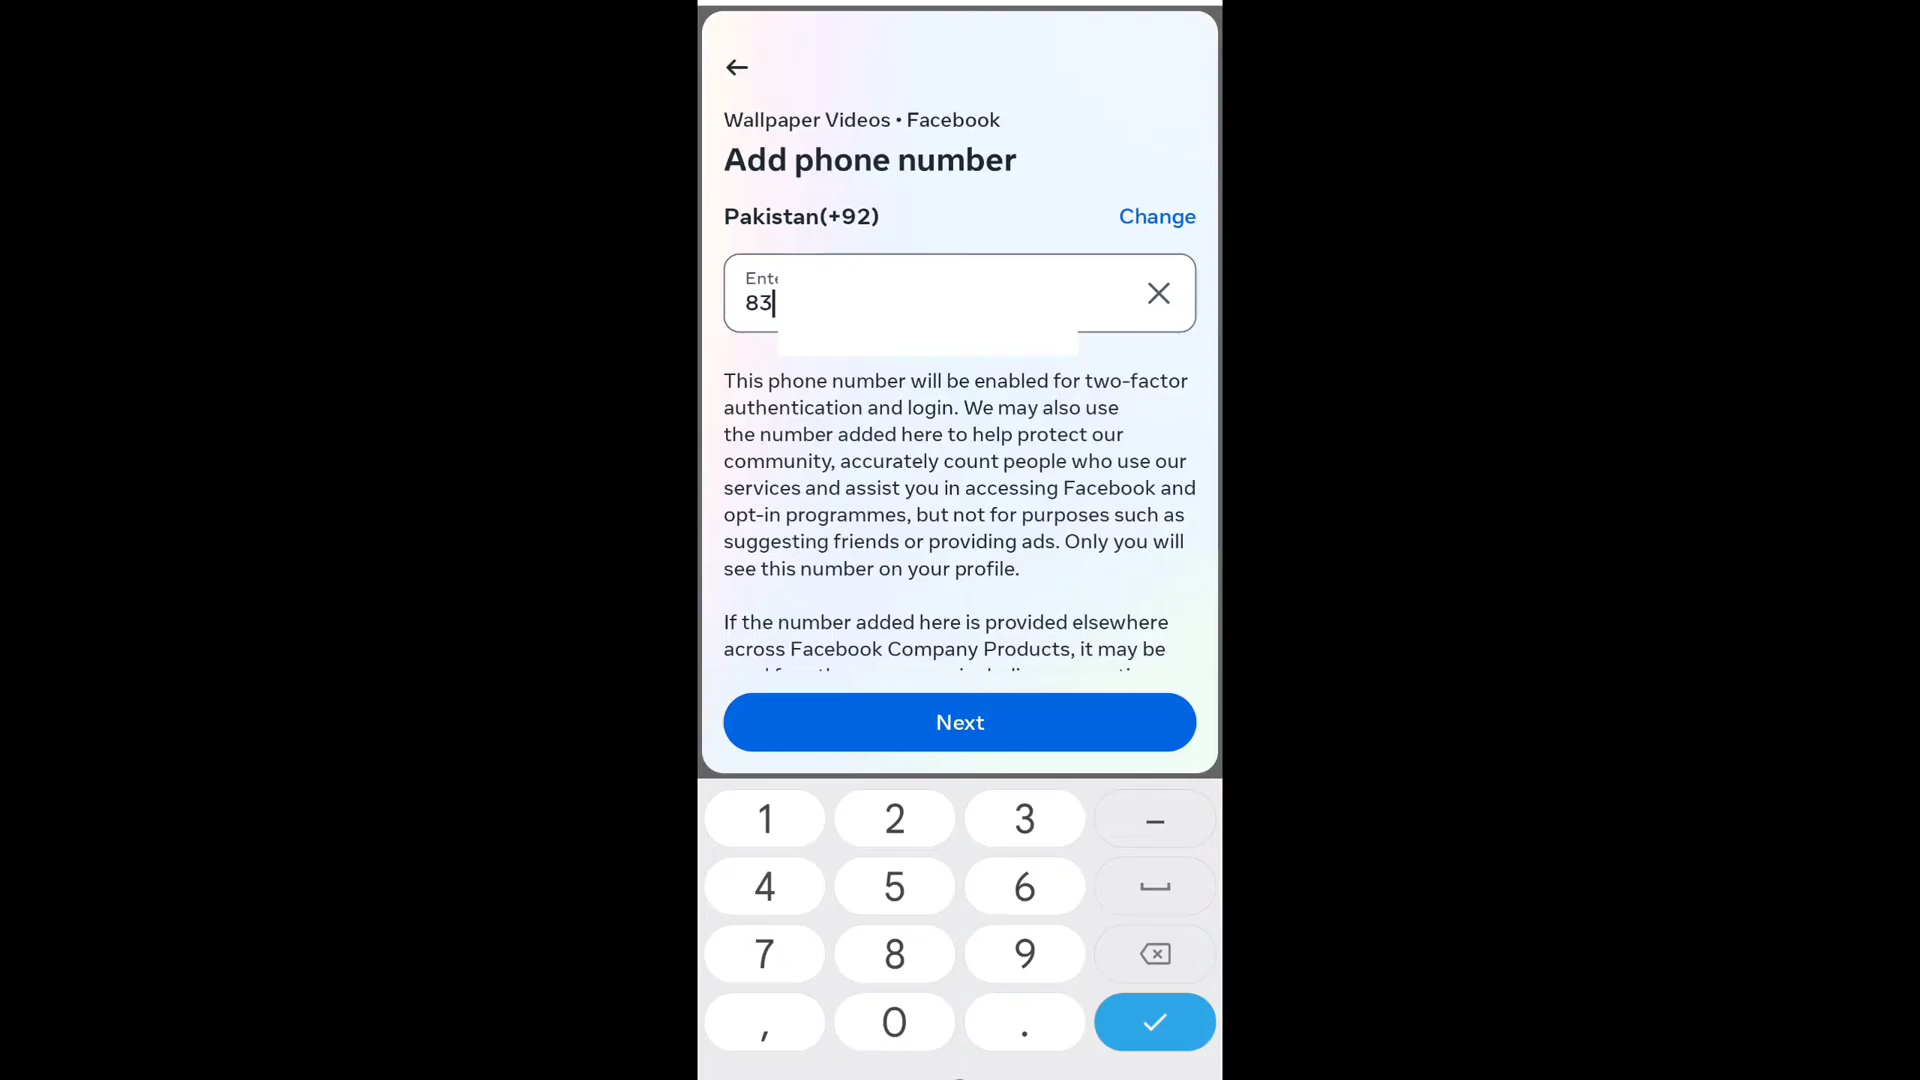 Wallpaper Videos • Facebook
Add phone number
Pakistan(+92)
Change
83
This phone number will be enabled for two-factor
authentication and login. We may also use
the number added here to help protect our
community, accurately count people who use our
services and assist you in accessing Facebook and
opt-in programmes, but not for purposes such as
suggesting friends or providing ads. Only you will
see this number on your profile.
If the number added here is provided elsewhere
across Facebook Company Products, it may be
Next
1 2 3 –
4 5 6
7 8 9
, 0 .